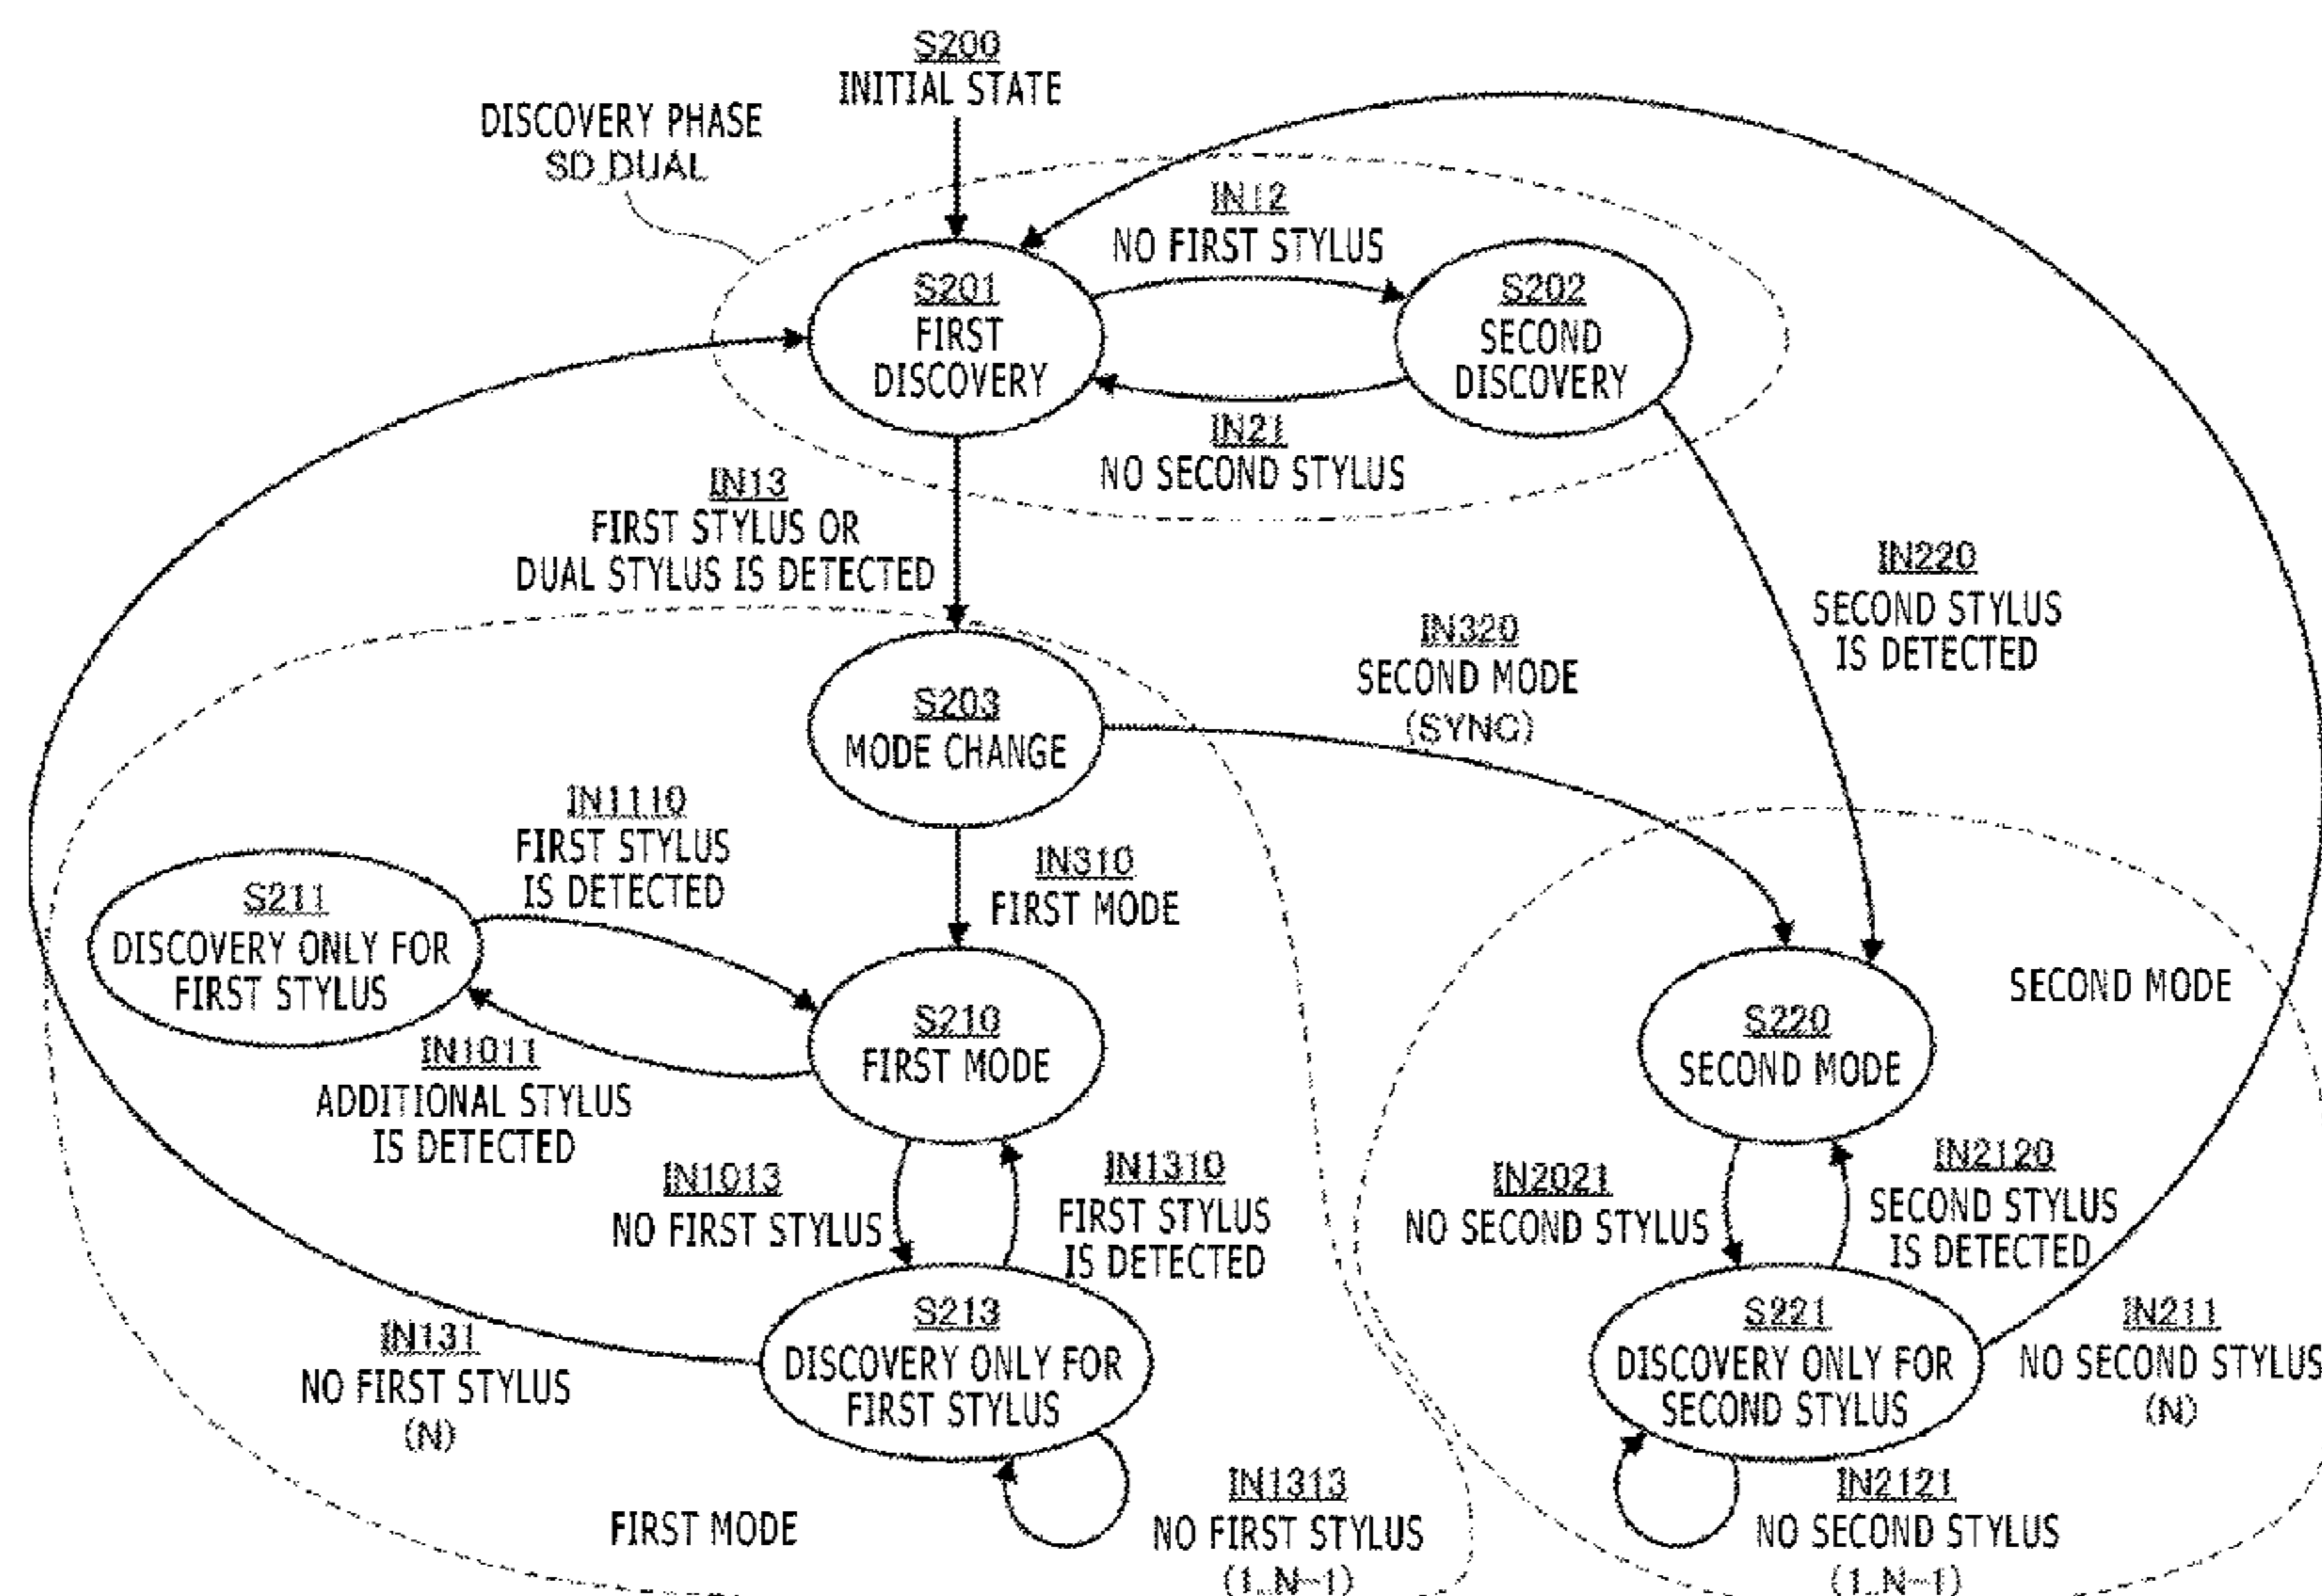 S200
INITIAL STATE
DISCOVERY PHASE
SD_DUAL
IN12
NO FIRST STYLUS
S201
FIRST
DISCOVERY
S202
SECOND
DISCOVERY
IN21
NO SECOND STYLUS
IN13
FIRST STYLUS OR
DUAL STYLUS IS DETECTED
IN220
SECOND STYLUS
IS DETECTED
IN320
SECOND MODE
(SYNC)
S203
MODE CHANGE
IN1110
FIRST STYLUS
IS DETECTED
IN310
FIRST MODE
S211
DISCOVERY ONLY FOR
FIRST STYLUS
SECOND MODE
S210
FIRST MODE
S220
SECOND MODE
IN1011
ADDITIONAL STYLUS
IS DETECTED
IN1013
NO FIRST STYLUS
IN1310
FIRST STYLUS
IS DETECTED
IN2021
NO SECOND STYLUS
IN2120
SECOND STYLUS
IS DETECTED
IN131
NO FIRST STYLUS
(N)
S213
DISCOVERY ONLY FOR
FIRST STYLUS
S221
DISCOVERY ONLY FOR
SECOND STYLUS
IN211
NO SECOND STYLUS
(N)
FIRST MODE
IN1313
NO FIRST STYLUS
(1..N-1)
IN2121
NO SECOND STYLUS
(1..N-1)